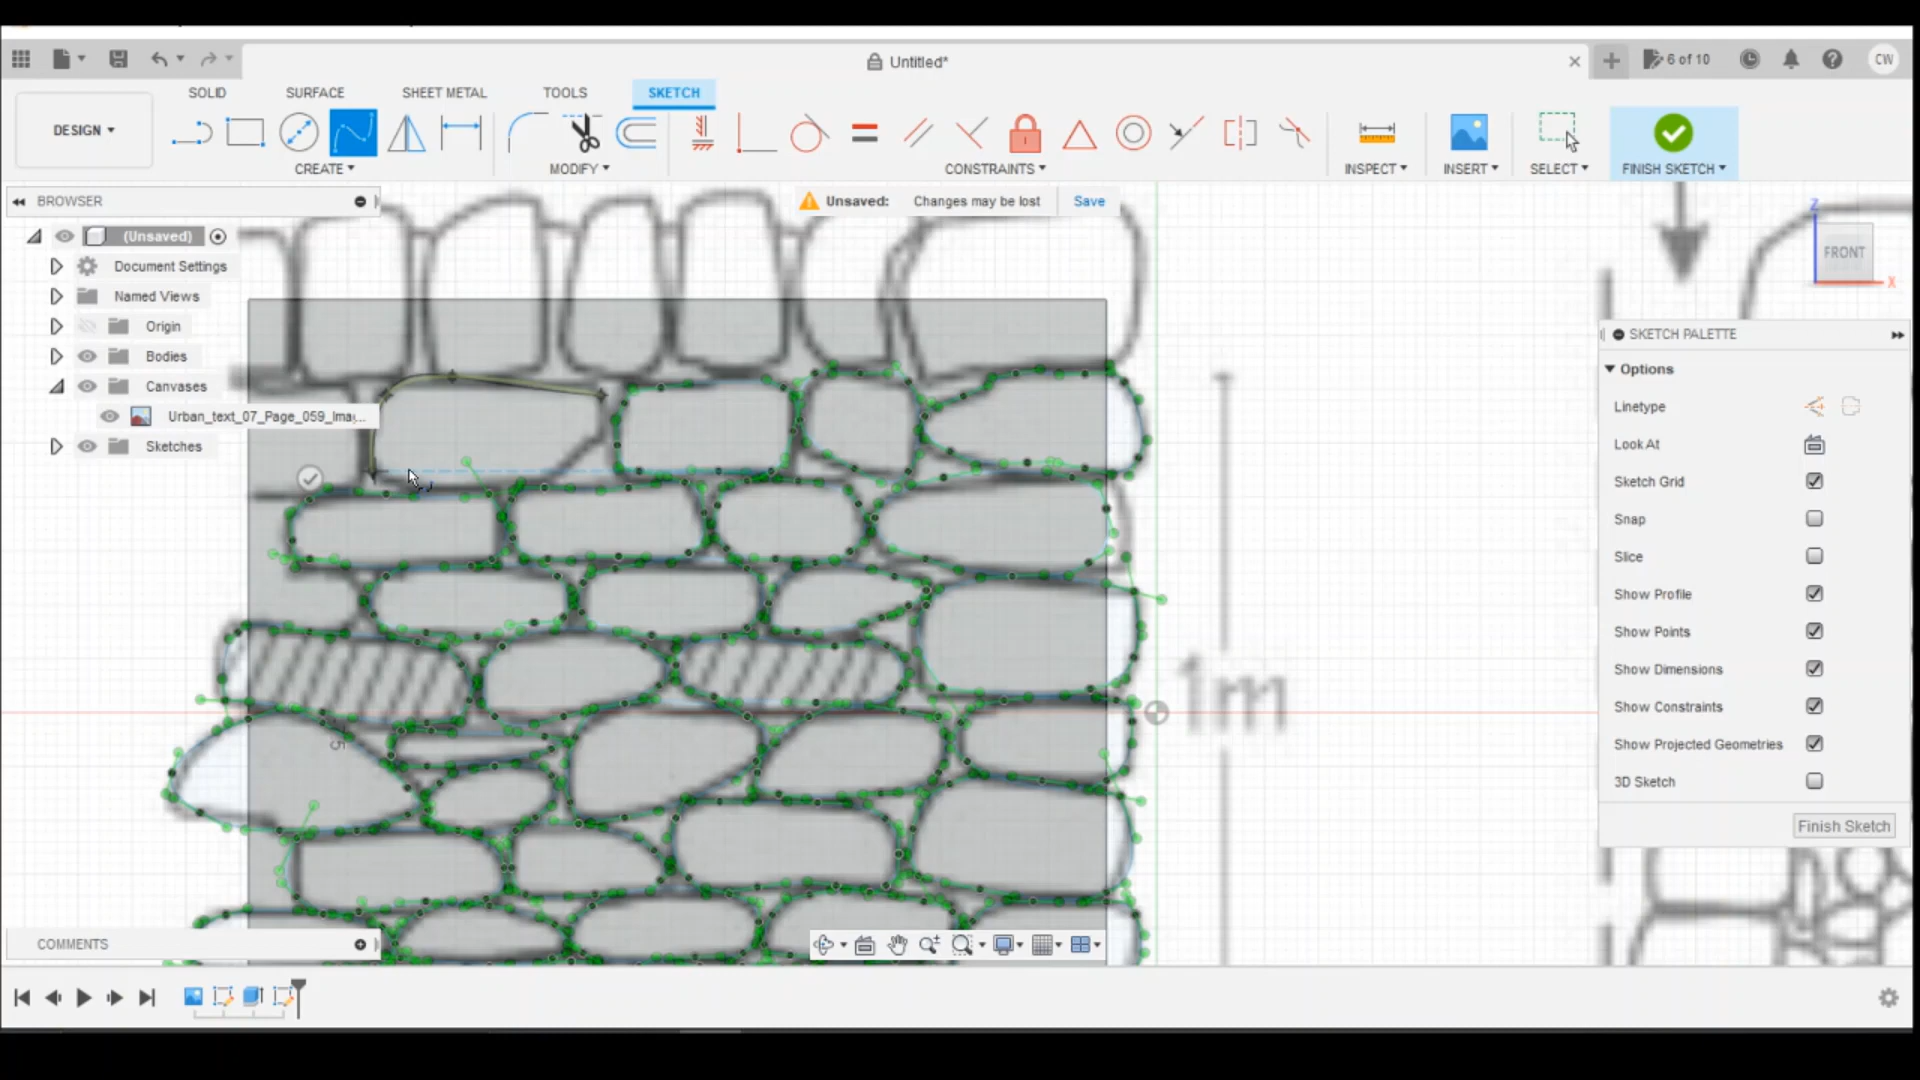 Untitled*
6 of 10
CW
SOLID
SURFACE
SHEET METAL
TOOLS
SKETCH
DESIGN
CREATE
MODIFY
CONSTRAINTS
INSPECT
INSERT
SELECT
FINISH SKETCH
BROWSER
Unsaved: Changes may be lost
Save
(Unsaved)
Document Settings
Named Views
Origin
Bodies
Canvases
Urban_text_07_Page_059_Ima...
Sketches
Z
FRONT
X
SKETCH PALETTE
Options
Linetype
Look At
Sketch Grid
Snap
Slice
Show Profile
Show Points
Show Dimensions
Show Constraints
Show Projected Geometries
3D Sketch
Finish Sketch
1m
5
COMMENTS